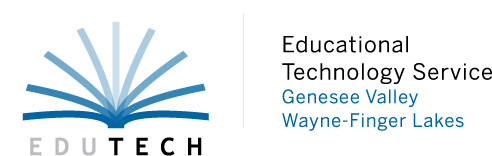 EDUTECH
Educational
Technology Service
Genesee Valley
Wayne-Finger Lakes